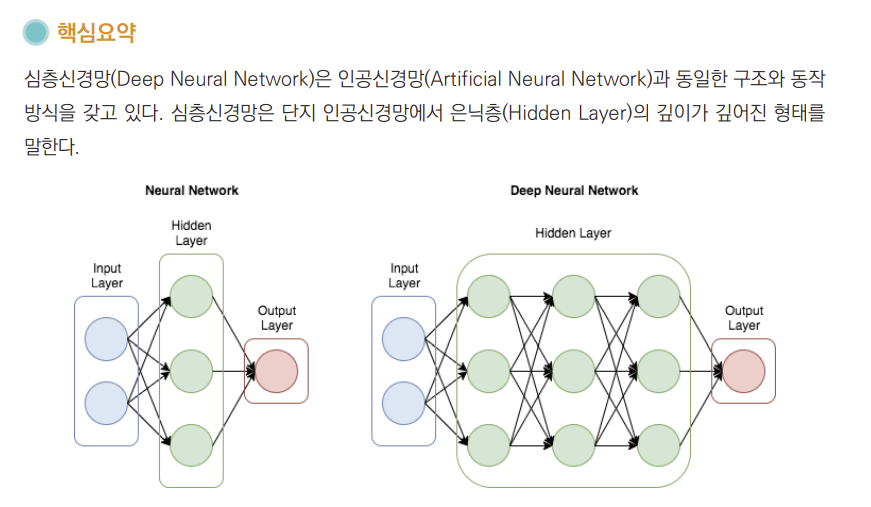 핵심요약
심층신경망(Deep Neural Network)은 인공신경망(Artificial Neural Network)과 동일한 구조와 동작
방식을 갖고 있다. 심층신경망은 단지 인공신경망에서 은닉층(Hidden Layer)의 깊이가 깊어진 형태를
말한다.
Neural Network
Hidden
Layer
Input
Layer
Output
Layer
Deep Neural Network
Hidden Layer
Input
Layer
Output
Layer